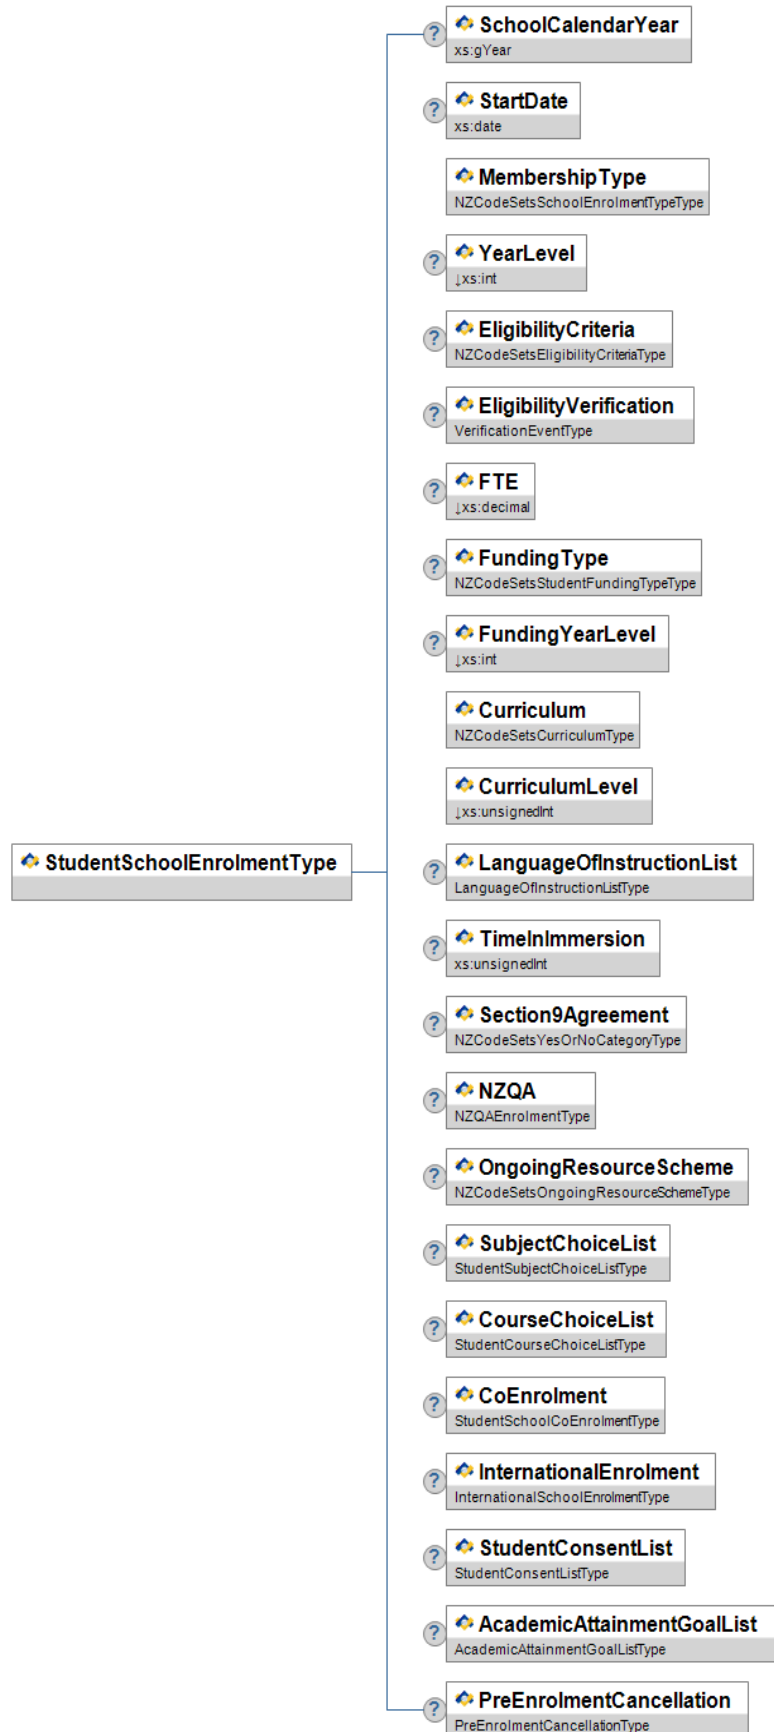 ?
SchoolCalendarYear
xs:gYear
?
StartDate
xs:date
MembershipType
NZCodeSetsSchoolEnrolmentTypeType
?
YearLevel
↓xs:int
?
EligibilityCriteria
NZCodeSetsEligibilityCriteriaType
?
EligibilityVerification
VerificationEventType
?
FTE
↓xs:decimal
?
FundingType
NZCodeSetsStudentFundingTypeType
?
FundingYearLevel
↓xs:int
Curriculum
NZCodeSetsCurriculumType
CurriculumLevel
↓xs:unsignedInt
StudentSchoolEnrolmentType
?
LanguageOfInstructionList
LanguageOfInstructionListType
?
TimeInImmersion
xs:unsignedInt
?
Section9Agreement
NZCodeSetsYesOrNoCategoryType
?
NZQA
NZQAEnrolmentType
?
OngoingResourceScheme
NZCodeSetsOngoingResourceSchemeType
?
SubjectChoiceList
StudentSubjectChoiceListType
?
CourseChoiceList
StudentCourseChoiceListType
?
CoEnrolment
StudentSchoolCoEnrolmentType
?
InternationalEnrolment
InternationalSchoolEnrolmentType
?
StudentConsentList
StudentConsentListType
?
AcademicAttainmentGoalList
AcademicAttainmentGoalListType
?
PreEnrolmentCancellation
PreEnrolmentCancellationType